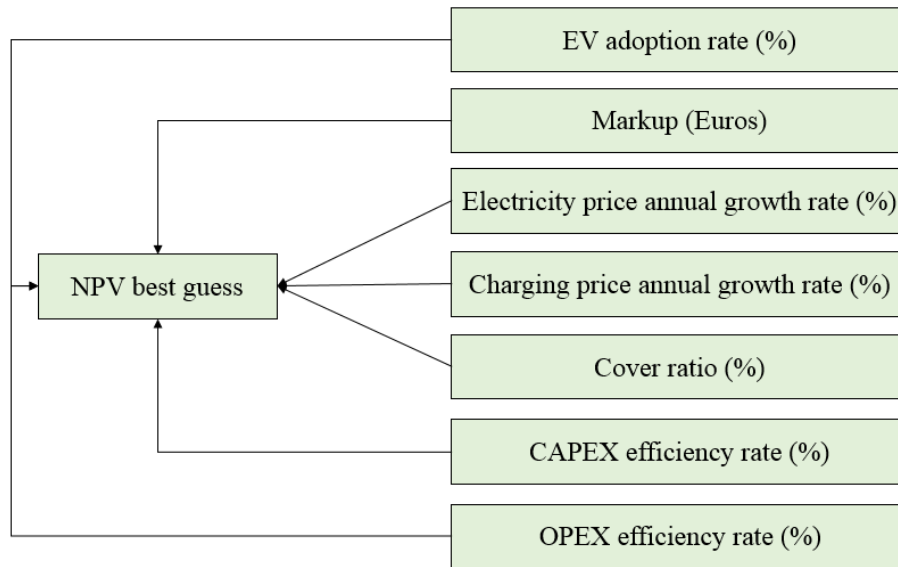 EV adoption rate (%)
Markup (Euros)
Electricity price annual growth rate (%)
NPV best guess
Charging price annual growth rate (%)
Cover ratio (%)
CAPEX efficiency rate (%)
OPEX efficiency rate (%)